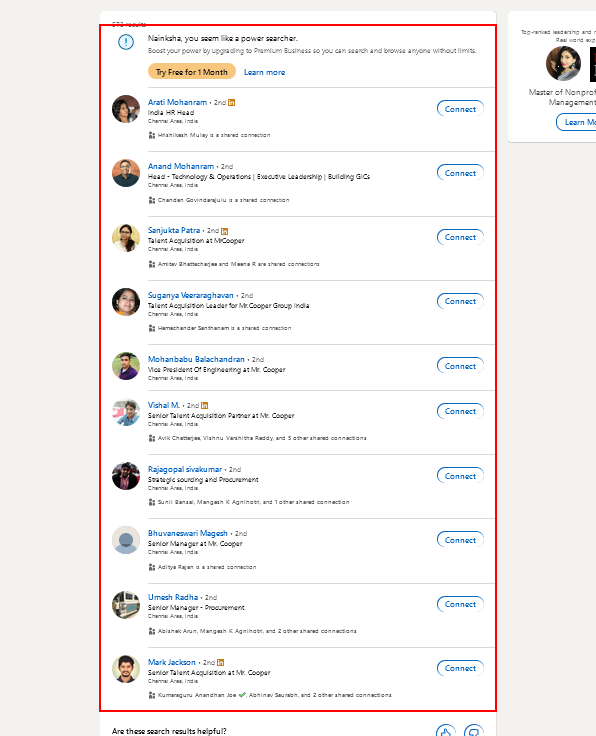 Nainksha, you seem like a power searcher.
Boost your power by upgrading to Premium Business so you can search and browse anyone without limits.
Try Free for 1 Month Learn more
Arati Mohanram • 2nd in
India HR Head
Chennai Area, India
Hrishikesh Mulay is a shared connection
Connect
Anand Mohanram • 2nd
Head - Technology & Operations | Executive Leadership | Building GICs
Chennai Area, India
Chandan Govindarajulu is a shared connection
Connect
Sanjukta Patra • 2nd in
Talent Acquisition at MrCooper
Chennai Area, India
Amitav Bhattacharjee and Meena R are shared connections
Connect
Suganya Veeraraghavan • 2nd
Talent Acquisition Leader for Mr.Cooper Group India
Chennai Area, India
Hemachander Santhanam is a shared connection
Connect
Mohanbabu Balachandran • 2nd
Vice President Of Engineering at Mr. Cooper
Chennai Area, India
Connect
Vishal M. • 2nd in
Senior Talent Acquisition Partner at Mr. Cooper
Chennai Area, India
Avik Chatterjee, Vishnu Varshitha Reddy, and 5 other shared connections
Connect
Rajagopal sivakumar • 2nd
Strategic sourcing and Procurement
Chennai Area, India
Sunil Bansal, Mangesh K Agnihotri, and 1 other shared connection
Connect
Bhuvaneswari Magesh • 2nd
Senior Manager at Mr. Cooper
Chennai Area, India
Aditya Rajan is a shared connection
Connect
Umesh Radha • 2nd
Senior Manager - Procurement
Chennai Area, India
Abishek Arun, Mangesh K Agnihotri, and 2 other shared connections
Connect
Mark Jackson • 2nd in
Senior Talent Acquisition at Mr. Cooper
Chennai Area, India
Kumaraguru Anandhan Joe ✔, Abhinav Saurabh, and 2 other shared connections
Connect
Are these search results helpful?
Top-ranked leadership and
Real world exp
Master of Nonprof
Management
Learn Mo